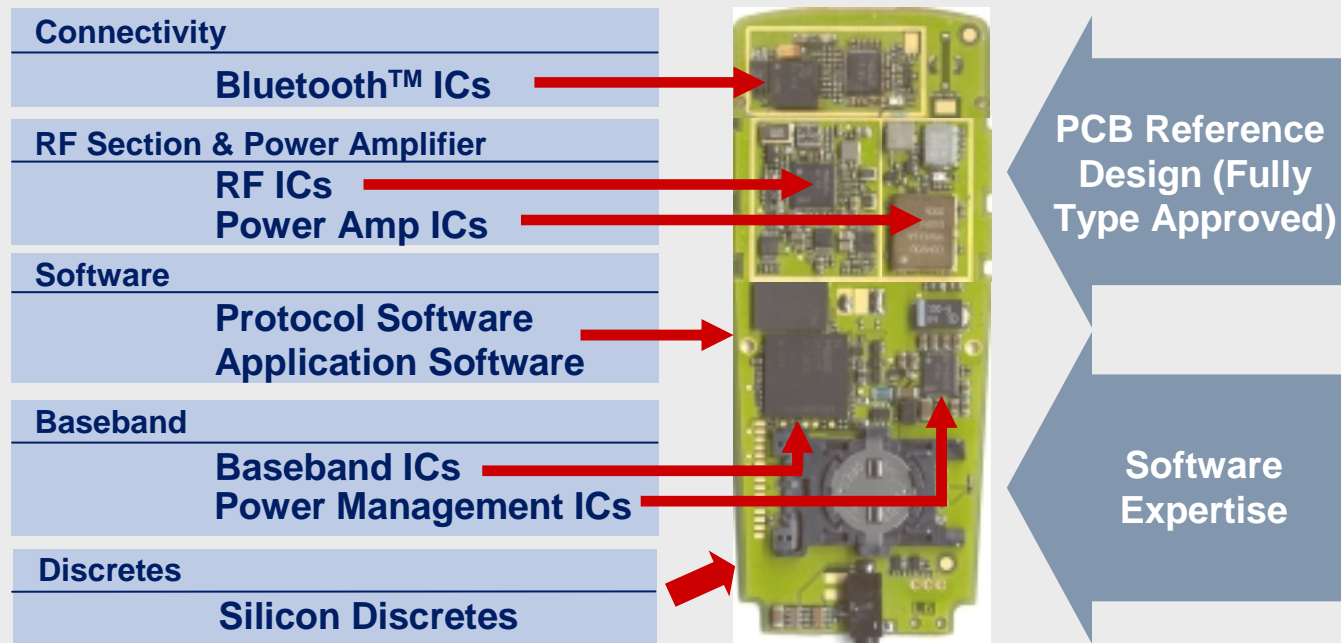 Connectivity
Bluetooth™ ICs
RF Section & Power Amplifier
RF ICs
Power Amp ICs
Software
Protocol Software
Application Software
Baseband
Baseband ICs
Power Management ICs
Discretes
Silicon Discretes
PCB Reference
Design (Fully
Type Approved)
Software
Expertise